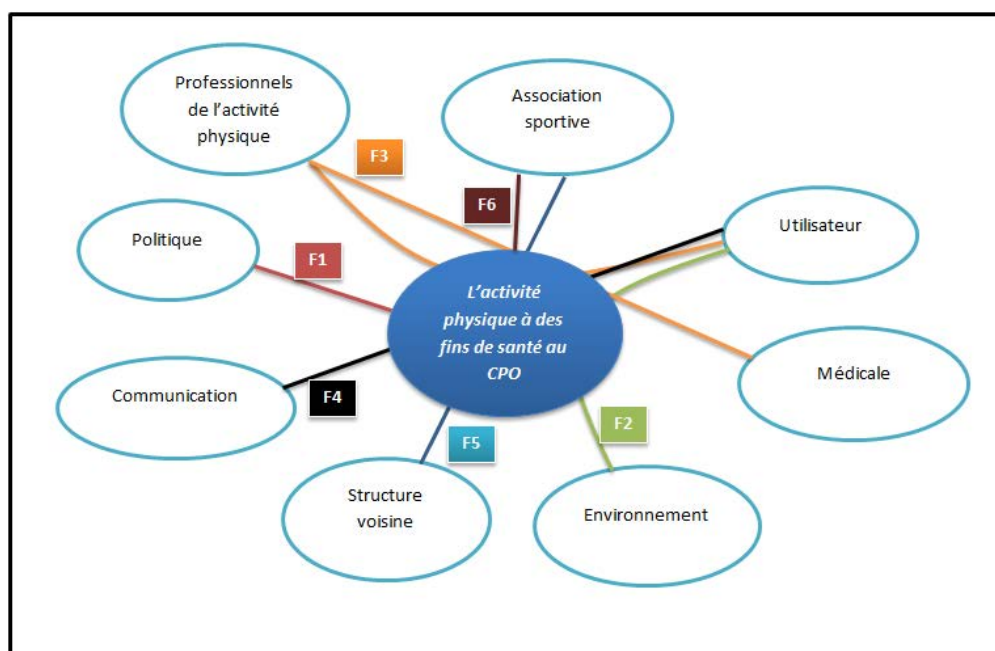 Professionnels
de l’activité
physique
Association
sportive
F3
F6
Politique
Utilisateur
F1
L’activité
physique à des
fins de santé au
CPO
Médicale
Communication
F4
F2
F5
Structure
voisine
Environnement